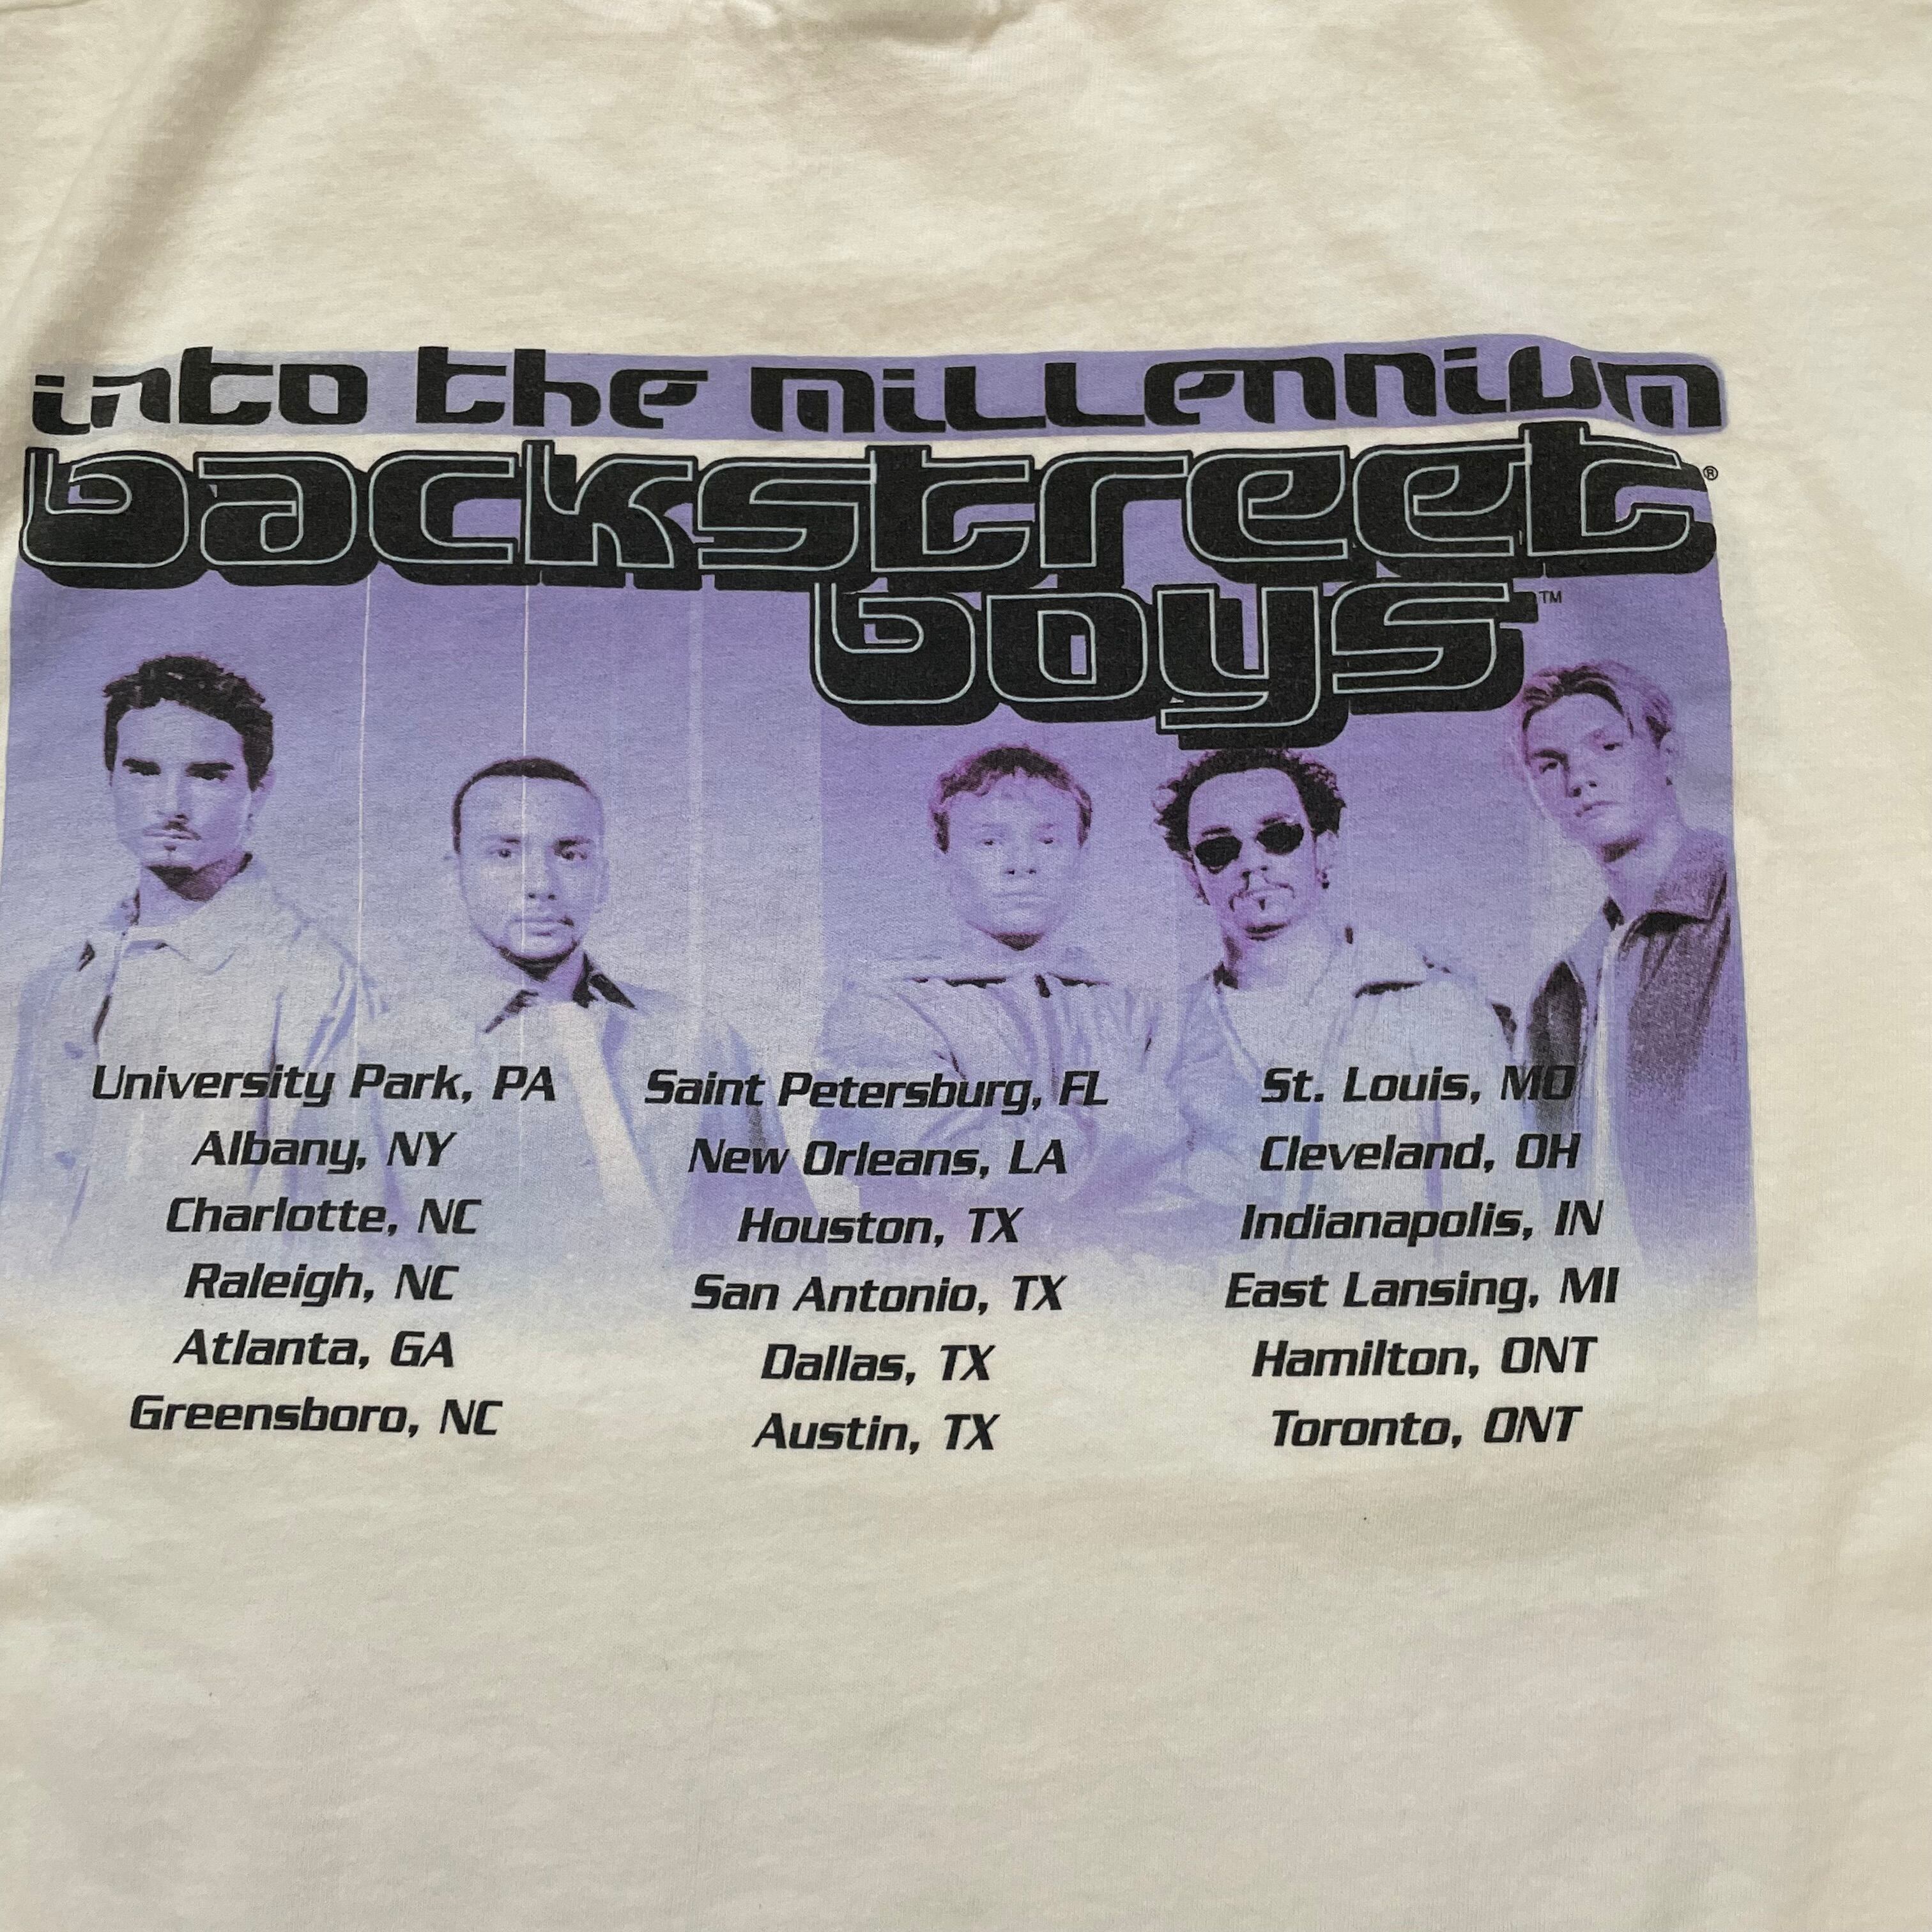 into the millennium
backstreet®
boys™
University Park, PA
Albany, NY
Charlotte, NC
Raleigh, NC
Atlanta, GA
Greensboro, NC
Saint Petersburg, FL
New Orleans, LA
Houston, TX
San Antonio, TX
Dallas, TX
Austin, TX
St. Louis, MO
Cleveland, OH
Indianapolis, IN
East Lansing, MI
Hamilton, ONT
Toronto, ONT